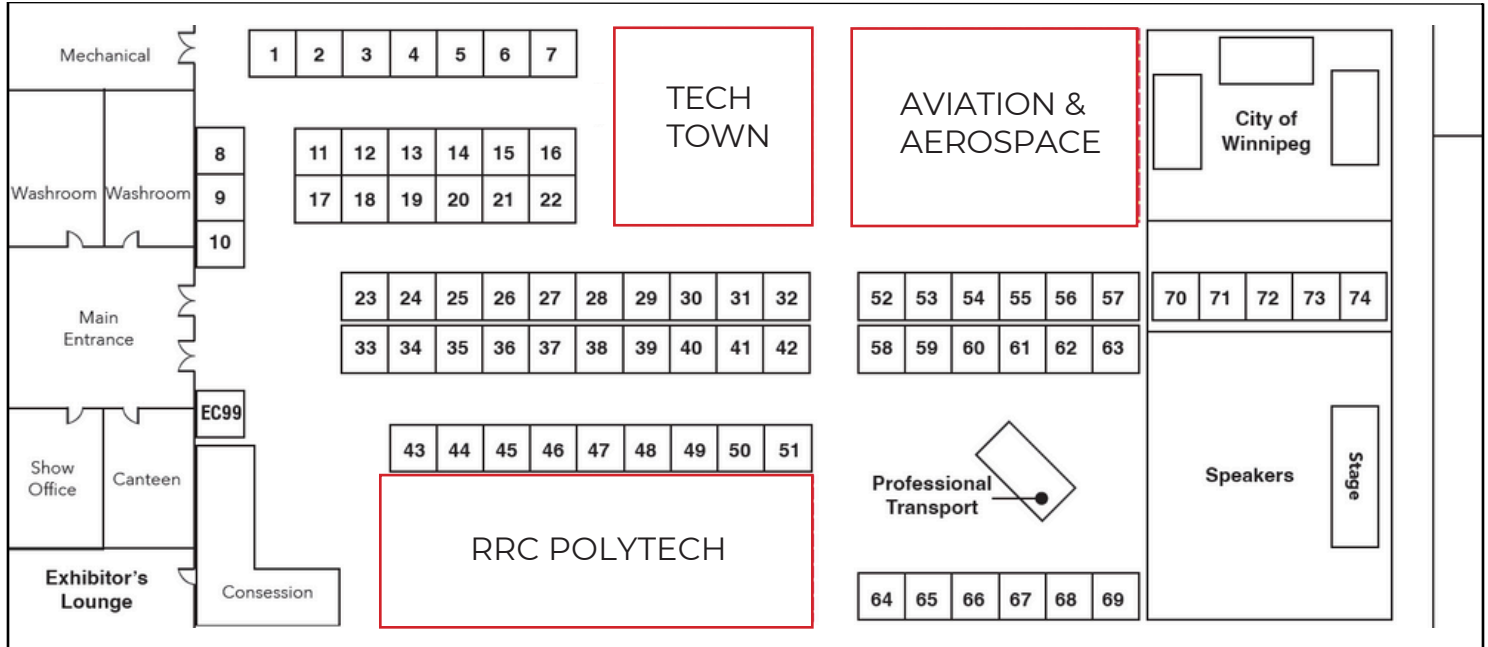 Mechanical
1 2 3 4 5 6 7
TECH
TOWN
AVIATION &
AEROSPACE
City of
Winnipeg
8
11 12 13 14 15 16
Washroom Washroom
9
17 18 19 20 21 22
10
23 24 25 26 27 28 29 30 31 32
52 53 54 55 56 57
70 71 72 73 74
Main
Entrance
33 34 35 36 37 38 39 40 41 42
58 59 60 61 62 63
EC99
43 44 45 46 47 48 49 50 51
Show
Office
Canteen
Professional
Transport
Speakers
Stage
RRC POLYTECH
Exhibitor's
Lounge
Consession
64 65 66 67 68 69